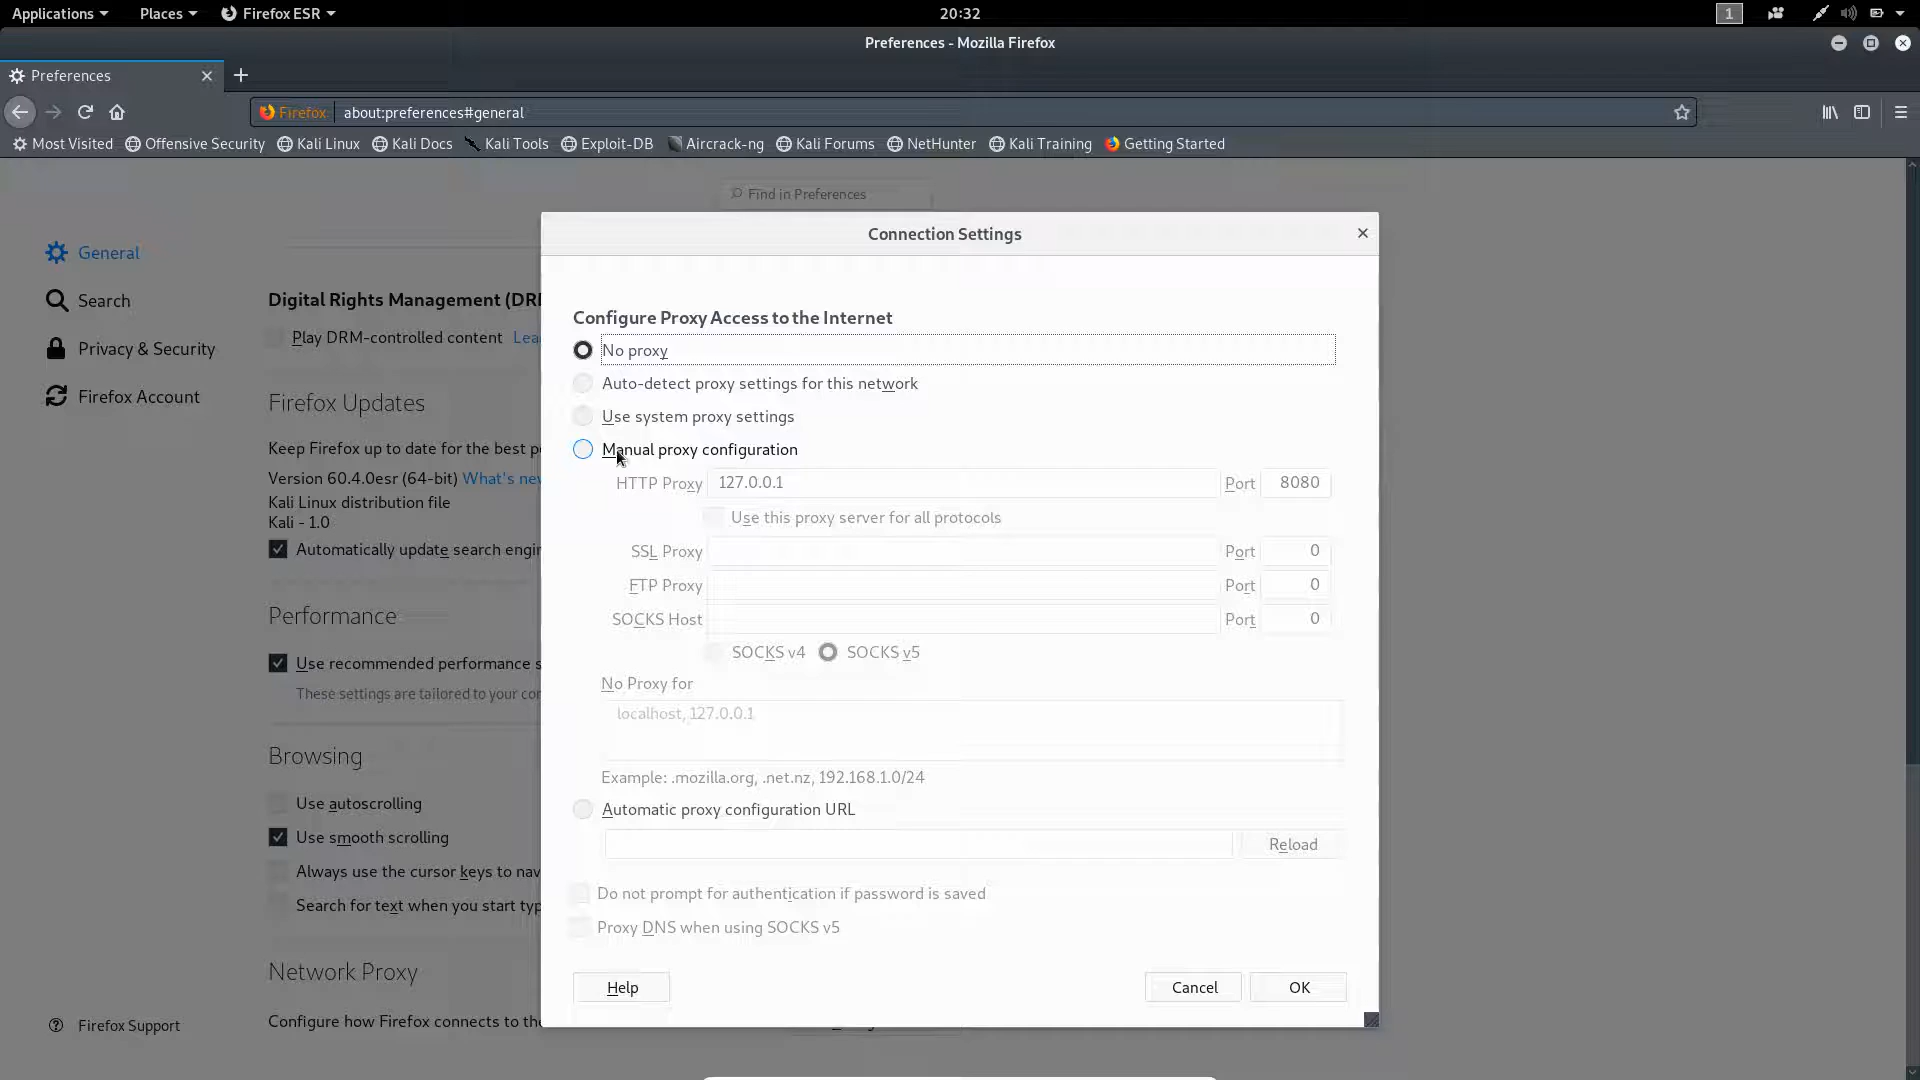 Applications Places Firefox ESR 20:32 1
Preferences - Mozilla Firefox
Preferences
Firefox about:preferences#general
Most Visited Offensive Security Kali Linux Kali Docs Kali Tools Exploit-DB Aircrack-ng Kali Forums NetHunter Kali Training Getting Started
Find in Preferences
General
Search
Privacy & Security
Firefox Account
Firefox Support
Digital Rights Management (DR
Play DRM-controlled content Lea
Firefox Updates
Keep Firefox up to date for the best p
Version 60.4.0esr (64-bit) What's ne
Kali Linux distribution file
Kali - 1.0
Automatically update search engi
Performance
Use recommended performance s
These settings are tailored to your co
Browsing
Use autoscrolling
Use smooth scrolling
Always use the cursor keys to nav
Search for text when you start typ
Network Proxy
Configure how Firefox connects to th
Connection Settings
Configure Proxy Access to the Internet
No proxy
Auto-detect proxy settings for this network
Use system proxy settings
Manual proxy configuration
HTTP Proxy 127.0.0.1 Port 8080
Use this proxy server for all protocols
SSL Proxy Port 0
FTP Proxy Port 0
SOCKS Host Port 0
SOCKS v4 SOCKS v5
No Proxy for
localhost, 127.0.0.1
Example: .mozilla.org, .net.nz, 192.168.1.0/24
Automatic proxy configuration URL
Reload
Do not prompt for authentication if password is saved
Proxy DNS when using SOCKS v5
Help Cancel OK